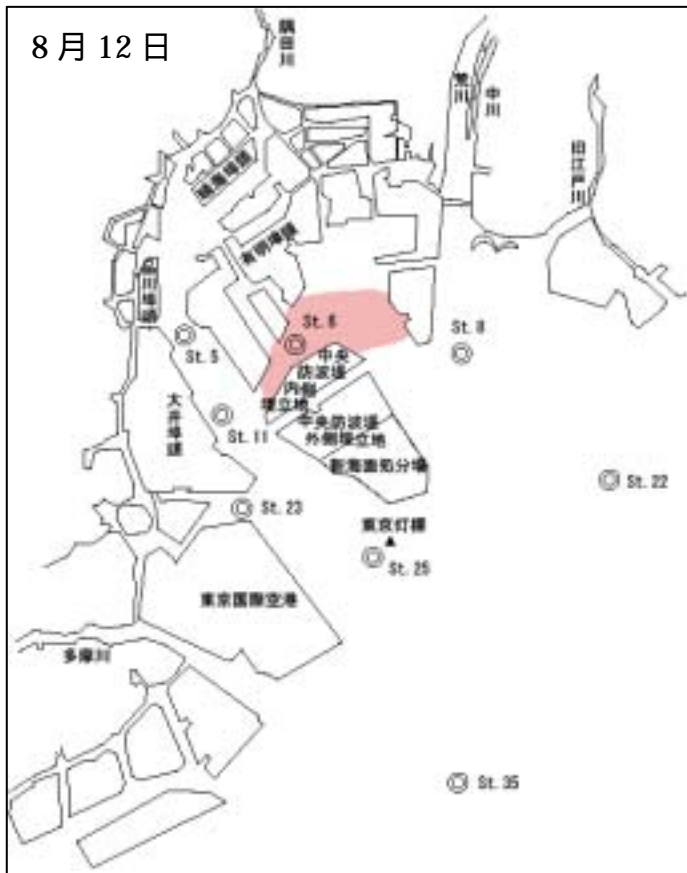 8月12日
隅田川
荒川
中川
旧江戸川
晴海埠頭
有明埠頭
品川埠頭
St. 5
St. 6
St. 8
中央
防波堤
内側
埋立地
大井埠頭
St. 11
中央防波堤
外側埋立地
新海面処分場
St. 22
St. 23
東京灯標
St. 25
東京国際空港
多摩川
St. 35